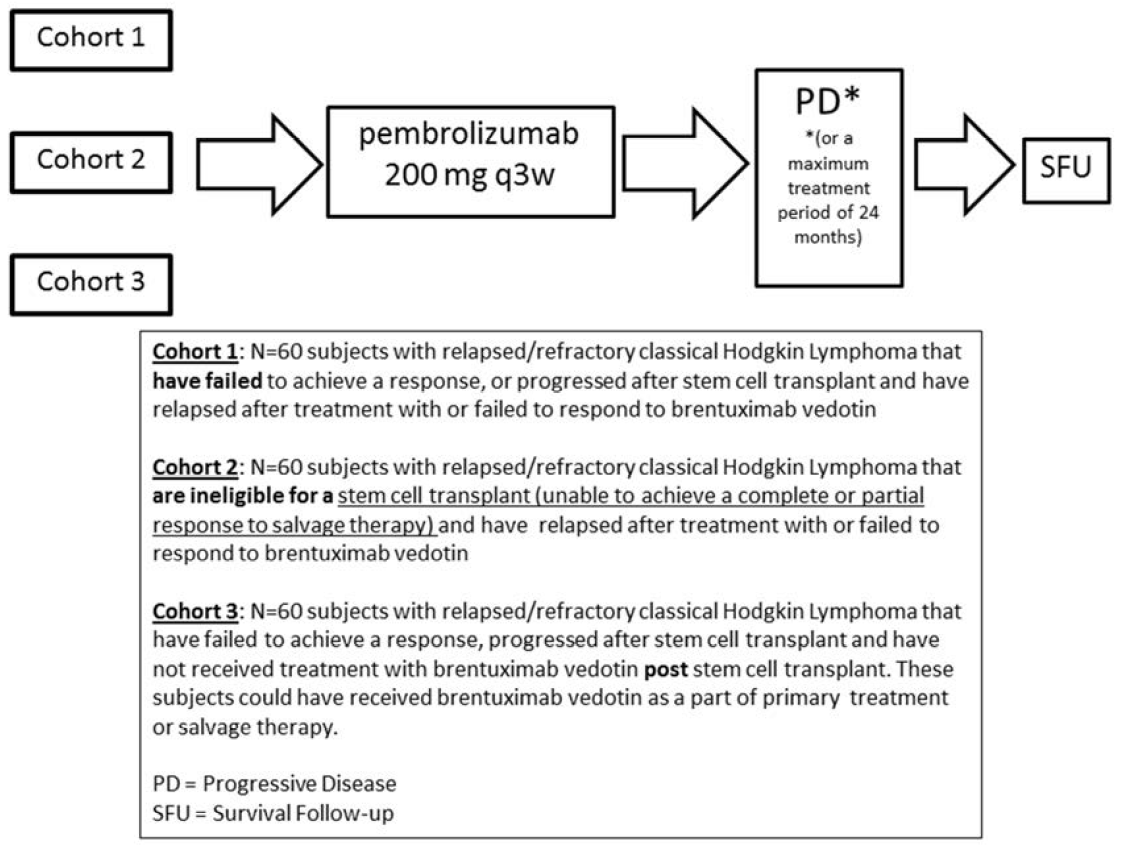 Cohort 1
Cohort 2
Cohort 3
pembrolizumab
200 mg q3w
PD*
*(or a
maximum
treatment
period of 24
months)
SFU
Cohort 1: N=60 subjects with relapsed/refractory classical Hodgkin Lymphoma that
have failed to achieve a response, or progressed after stem cell transplant and have
relapsed after treatment with or failed to respond to brentuximab vedotin
Cohort 2: N=60 subjects with relapsed/refractory classical Hodgkin Lymphoma that
are ineligible for a stem cell transplant (unable to achieve a complete or partial
response to salvage therapy) and have relapsed after treatment with or failed to
respond to brentuximab vedotin
Cohort 3: N=60 subjects with relapsed/refractory classical Hodgkin Lymphoma that
have failed to achieve a response, progressed after stem cell transplant and have
not received treatment with brentuximab vedotin post stem cell transplant. These
subjects could have received brentuximab vedotin as a part of primary treatment
or salvage therapy.
PD = Progressive Disease
SFU = Survival Follow-up